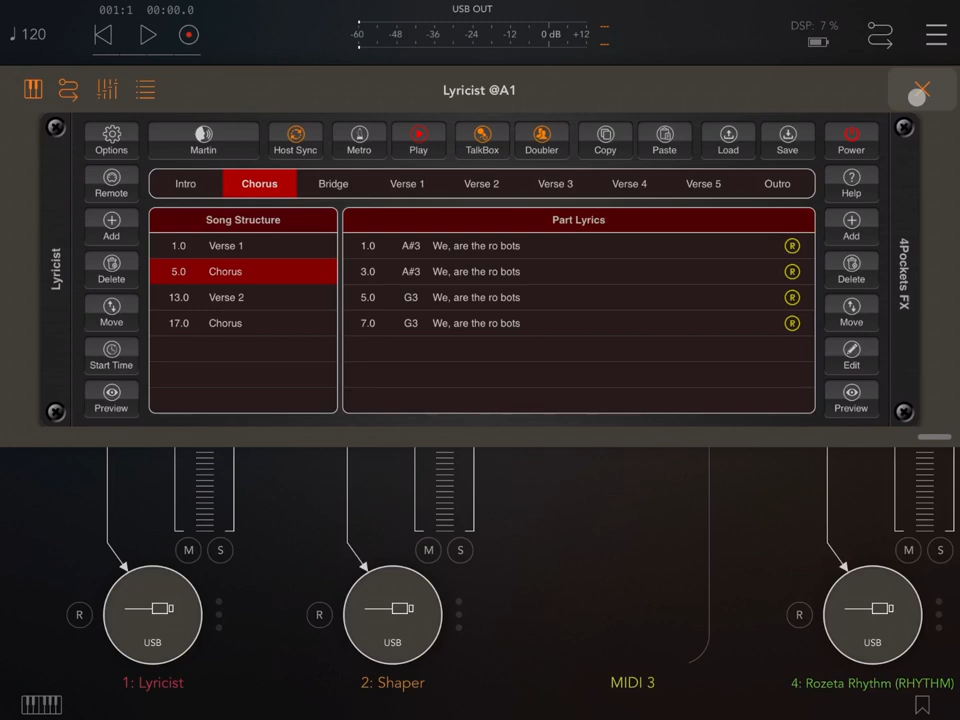 001:1 00:00.0
USB OUT
120
-60 -48 -36 -24 -12 0 dB +12
DSP: 7 %
Lyricist @A1
Options Martin Host Sync Metro Play TalkBox Doubler Copy Paste Load Save Power
Remote Intro Chorus Bridge Verse 1 Verse 2 Verse 3 Verse 4 Verse 5 Outro Help
Song Structure Part Lyrics
Add Add
1.0 Verse 1 1.0 A#3 We, are the ro bots R
5.0 Chorus 3.0 A#3 We, are the ro bots R
Delete Delete
13.0 Verse 2 5.0 G3 We, are the ro bots R
17.0 Chorus 7.0 G3 We, are the ro bots R
Move Move
Start Time Edit
Preview Preview
Lyricist
4Pockets FX
M S M S M S
R USB R USB R USB
1: Lyricist 2: Shaper MIDI 3 4: Rozeta Rhythm (RHYTHM)